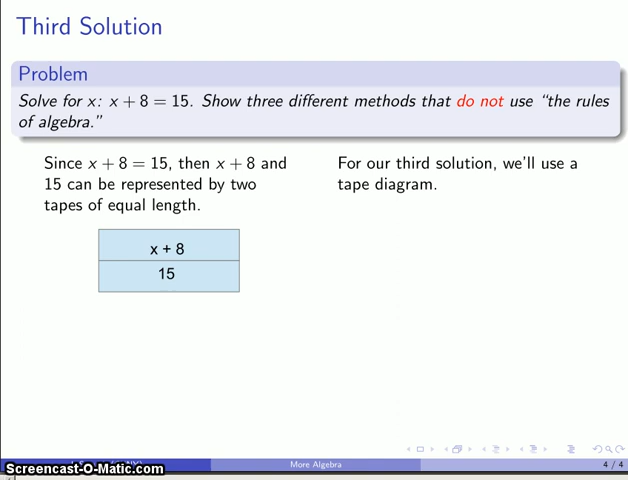 Third Solution
Problem
Solve for x: x + 8 = 15. Show three different methods that do not use “the rules
of algebra.”
Since x + 8 = 15, then x + 8 and
15 can be represented by two
tapes of equal length.
For our third solution, we’ll use a
tape diagram.
x + 8
15
More Algebra
4 / 4
Screencast-O-Matic.com